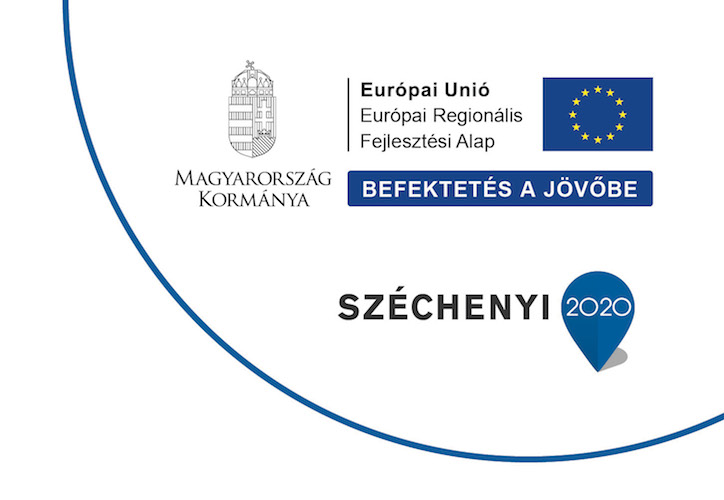 MAGYARORSZÁG
KORMÁNYA
Európai Unió
Európai Regionális
Fejlesztési Alap
BEFEKTETÉS A JÖVŐBE
SZÉCHENYI 2020